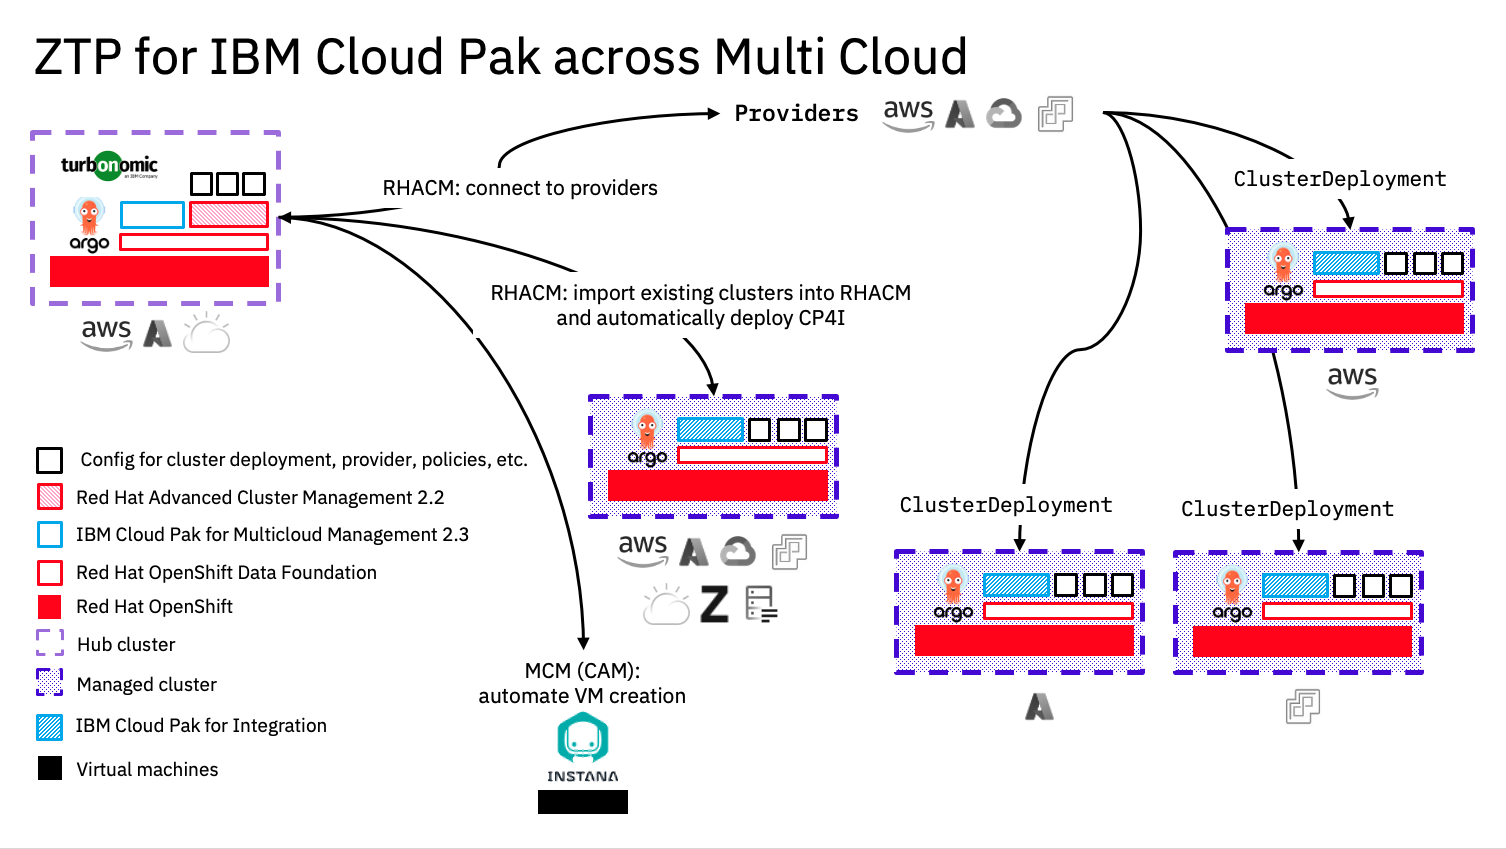 ZTP for IBM Cloud Pak across Multi Cloud
Providers
aws
turbonomic
an IBM Company
argo
aws
RHACM: connect to providers
ClusterDeployment
argo
aws
RHACM: import existing clusters into RHACM
and automatically deploy CP4I
argo
aws
Z
Config for cluster deployment, provider, policies, etc.
Red Hat Advanced Cluster Management 2.2
IBM Cloud Pak for Multicloud Management 2.3
Red Hat OpenShift Data Foundation
Red Hat OpenShift
Hub cluster
Managed cluster
IBM Cloud Pak for Integration
Virtual machines
MCM (CAM):
automate VM creation
INSTANA
ClusterDeployment
argo
ClusterDeployment
argo